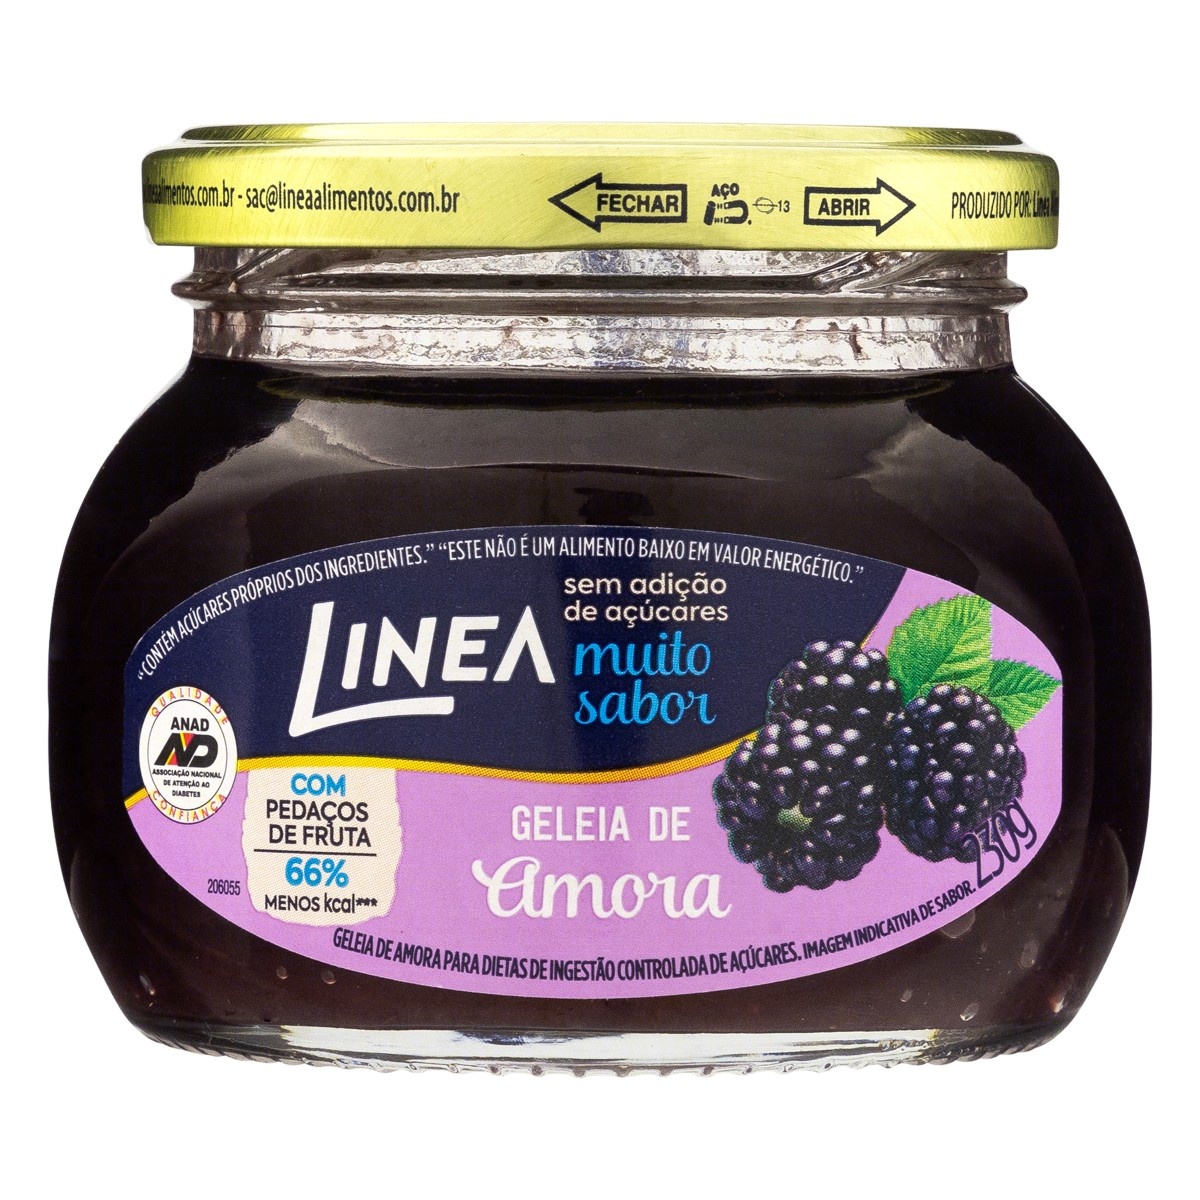 lineaalimentos.com.br - sac@lineaalimentos.com.br
FECHAR
AÇO
13
ABRIR
PRODUZIDO POR: Linea
"CONTÉM AÇÚCARES PRÓPRIOS DOS INGREDIENTES." "ESTE NÃO É UM ALIMENTO BAIXO EM VALOR ENERGÉTICO."
LINEA
sem adição
de açúcares
muito
sabor
QUALIDADE
ANAD
AND
ASSOCIAÇÃO NACIONAL
DE ATENÇÃO AO
DIABETES
CONFIANÇA
COM
PEDAÇOS
DE FRUTA
66%
MENOS kcal***
206055
GELEIA DE
Amora
230g
GELEIA DE AMORA PARA DIETAS DE INGESTÃO CONTROLADA DE AÇÚCARES. IMAGEM INDICATIVA DE SABOR.